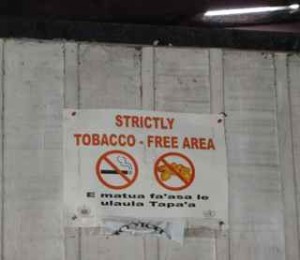 STRICTLY
TOBACCO - FREE AREA
E matua fa'asa le
ulaula Tapa'a